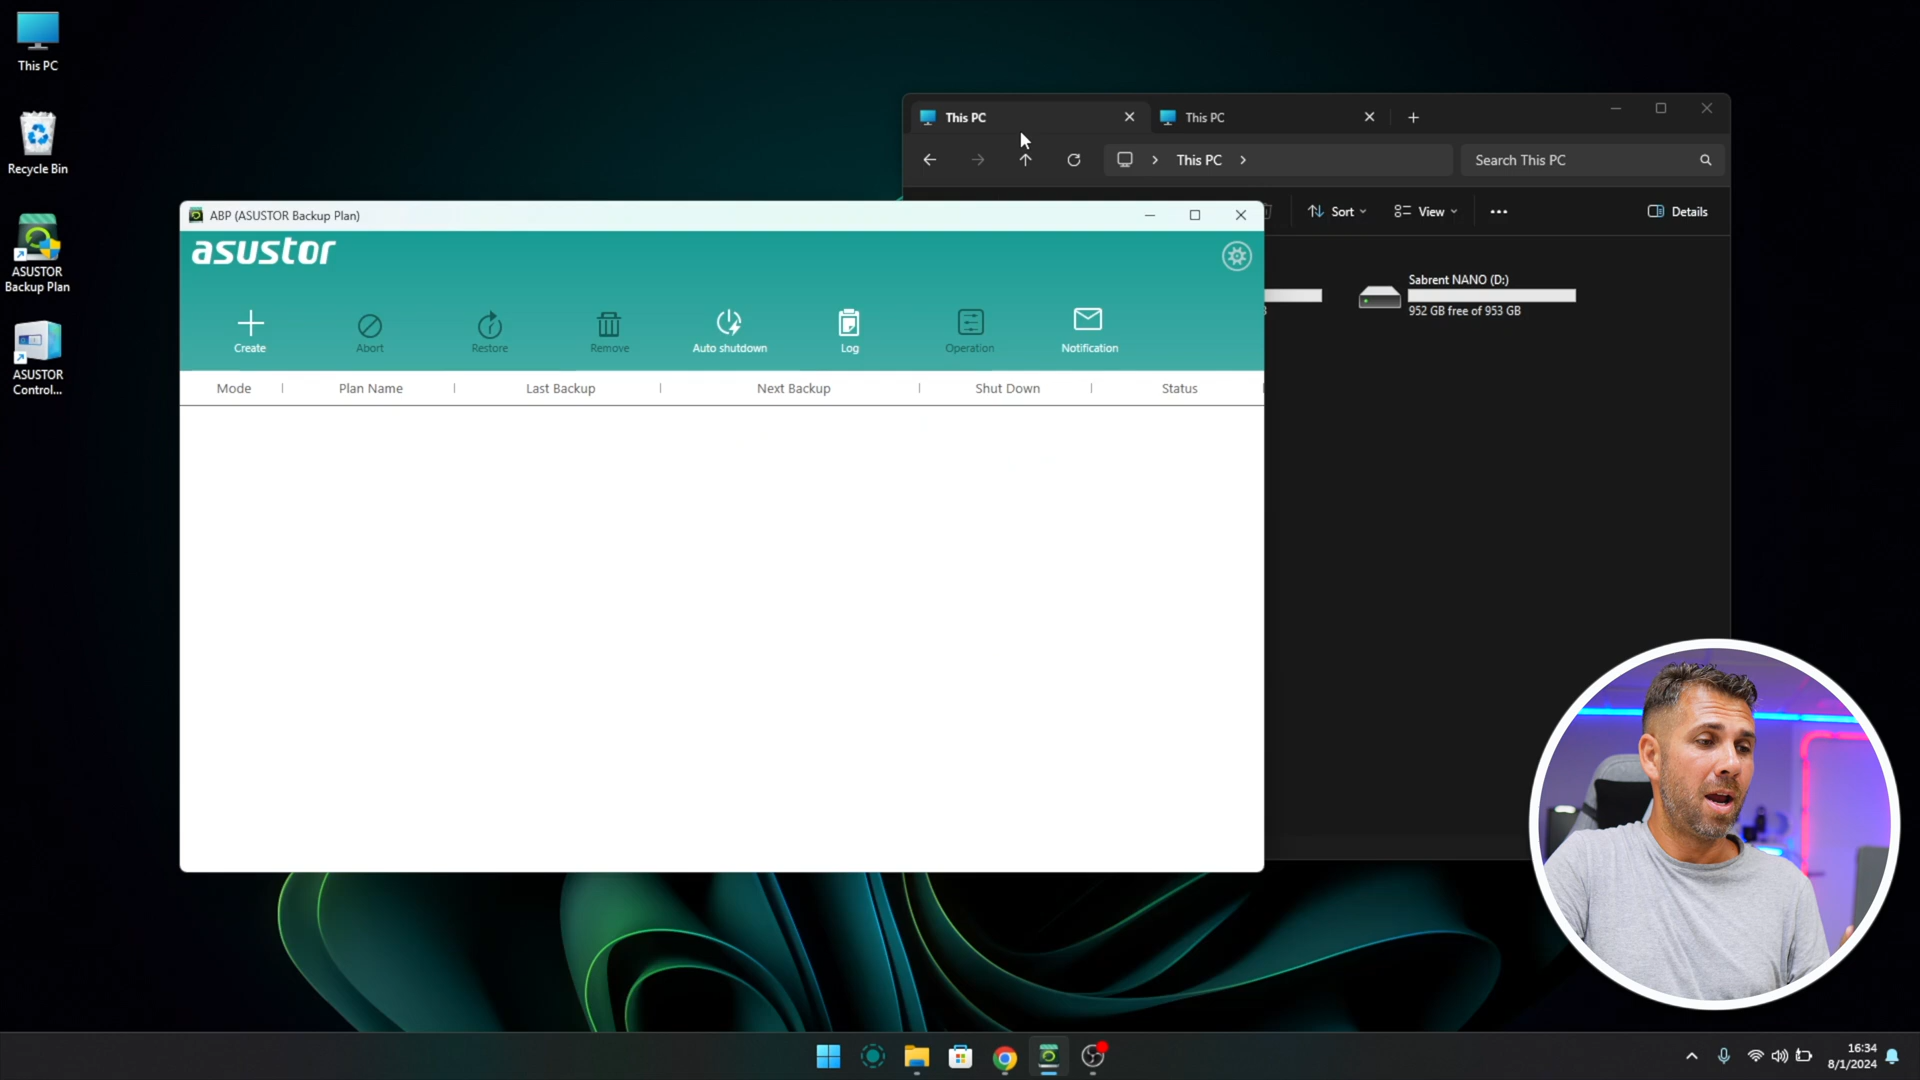 This PC
Recycle Bin
ASUSTOR
Backup Plan
ASUSTOR
Control...
This PC
This PC
This PC
Search This PC
Sort
View
Details
Sabrent NANO (D:)
952 GB free of 953 GB
ABP (ASUSTOR Backup Plan)
asustor
Create
Abort
Restore
Remove
Auto shutdown
Log
Operation
Notification
Mode
Plan Name
Last Backup
Next Backup
Shut Down
Status
16:34
8/1/2024